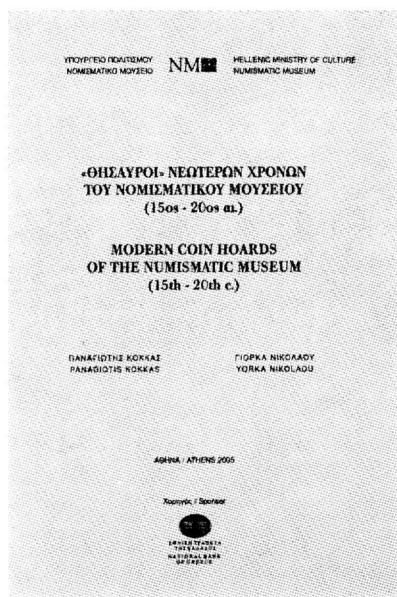 ΥΠΟΥΡΓΕΙΟ ΠΟΛΙΤΙΣΜΟΥ
ΝΟΜΙΣΜΑΤΙΚΟ ΜΟΥΣΕΙΟ
NM
HELLENIC MINISTRY OF CULTURE
NUMISMATIC MUSEUM
«ΘΗΣΑΥΡΟΙ» ΝΕΩΤΕΡΩΝ ΧΡΟΝΩΝ
ΤΟΥ ΝΟΜΙΣΜΑΤΙΚΟΥ ΜΟΥΣΕΙΟΥ
(15ος - 20ος αι.)
MODERN COIN HOARDS
OF THE NUMISMATIC MUSEUM
(15th - 20th c.)
ΠΑΝΑΓΙΩΤΗΣ ΚΟΚΚΑΣ
PANAGIOTIS KOKKAS
ΓΙΟΡΚΑ ΝΙΚΟΛΑΟΥ
YORKA NIKOLAOU
ΑΘΗΝΑ / ATHENS 2005
Χορηγός / Sponsor
ΕΘΝΙΚΗ ΤΡΑΠΕΖΑ
ΤΗΣ ΕΛΛΑΔΟΣ
NATIONAL BANK
OF GREECE